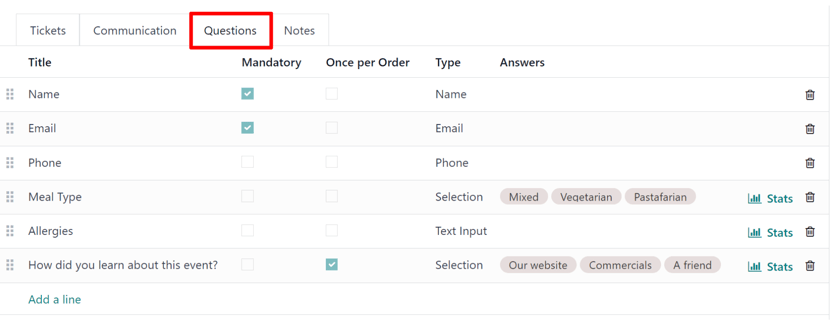 Tickets Communication Questions Notes
Title Mandatory Once per Order Type Answers
Name Name
Email Email
Phone Phone
Meal Type Selection Mixed Vegetarian Pastafarian Stats
Allergies Text Input Stats
How did you learn about this event? Selection Our website Commercials A friend Stats
Add a line